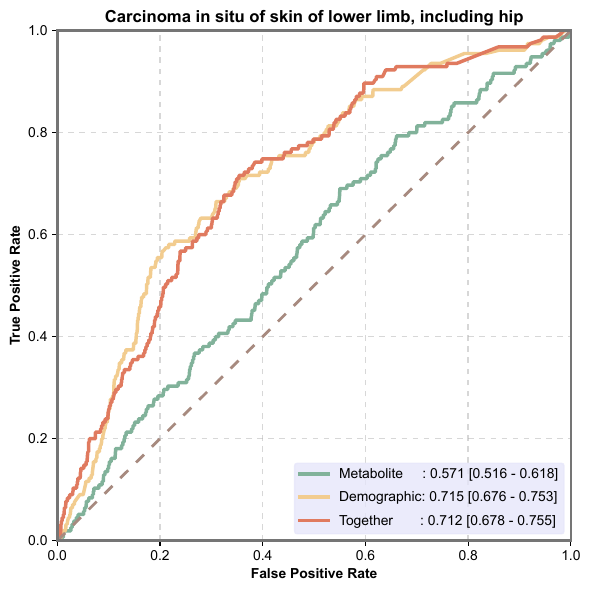 Carcinoma in situ of skin of lower limb, including hip
1.0
0.8
0.6
0.4
0.2
0.0
True Positive Rate
Metabolite : 0.571 [0.516 - 0.618]
Demographic: 0.715 [0.676 - 0.753]
Together : 0.712 [0.678 - 0.755]
0.0 0.2 0.4 0.6 0.8 1.0
False Positive Rate